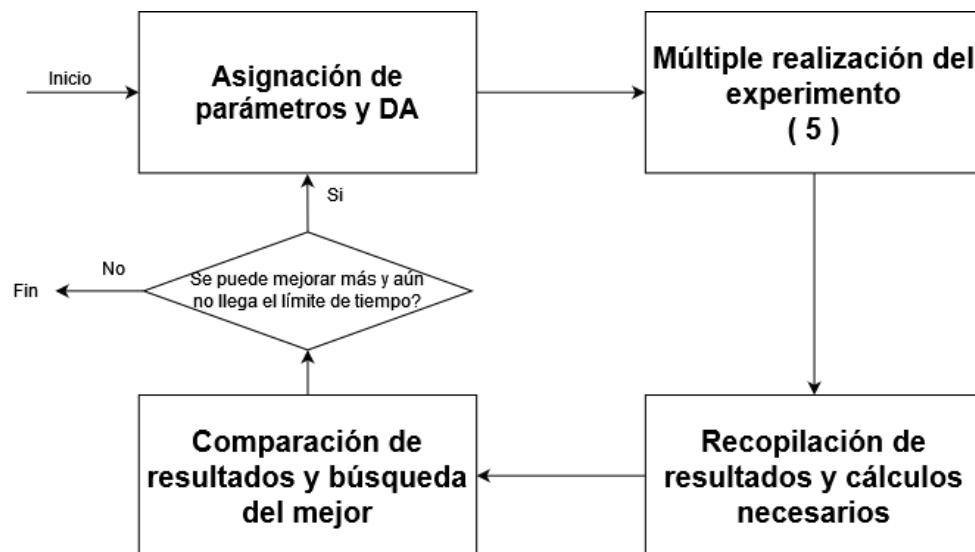 Inicio
Asignación de
parámetros y DA
Múltiple realización del
experimento
( 5 )
Si
No
Se puede mejorar más y aún
no llega el límite de tiempo?
Fin
Comparación de
resultados y búsqueda
del mejor
Recopilación de
resultados y cálculos
necesarios